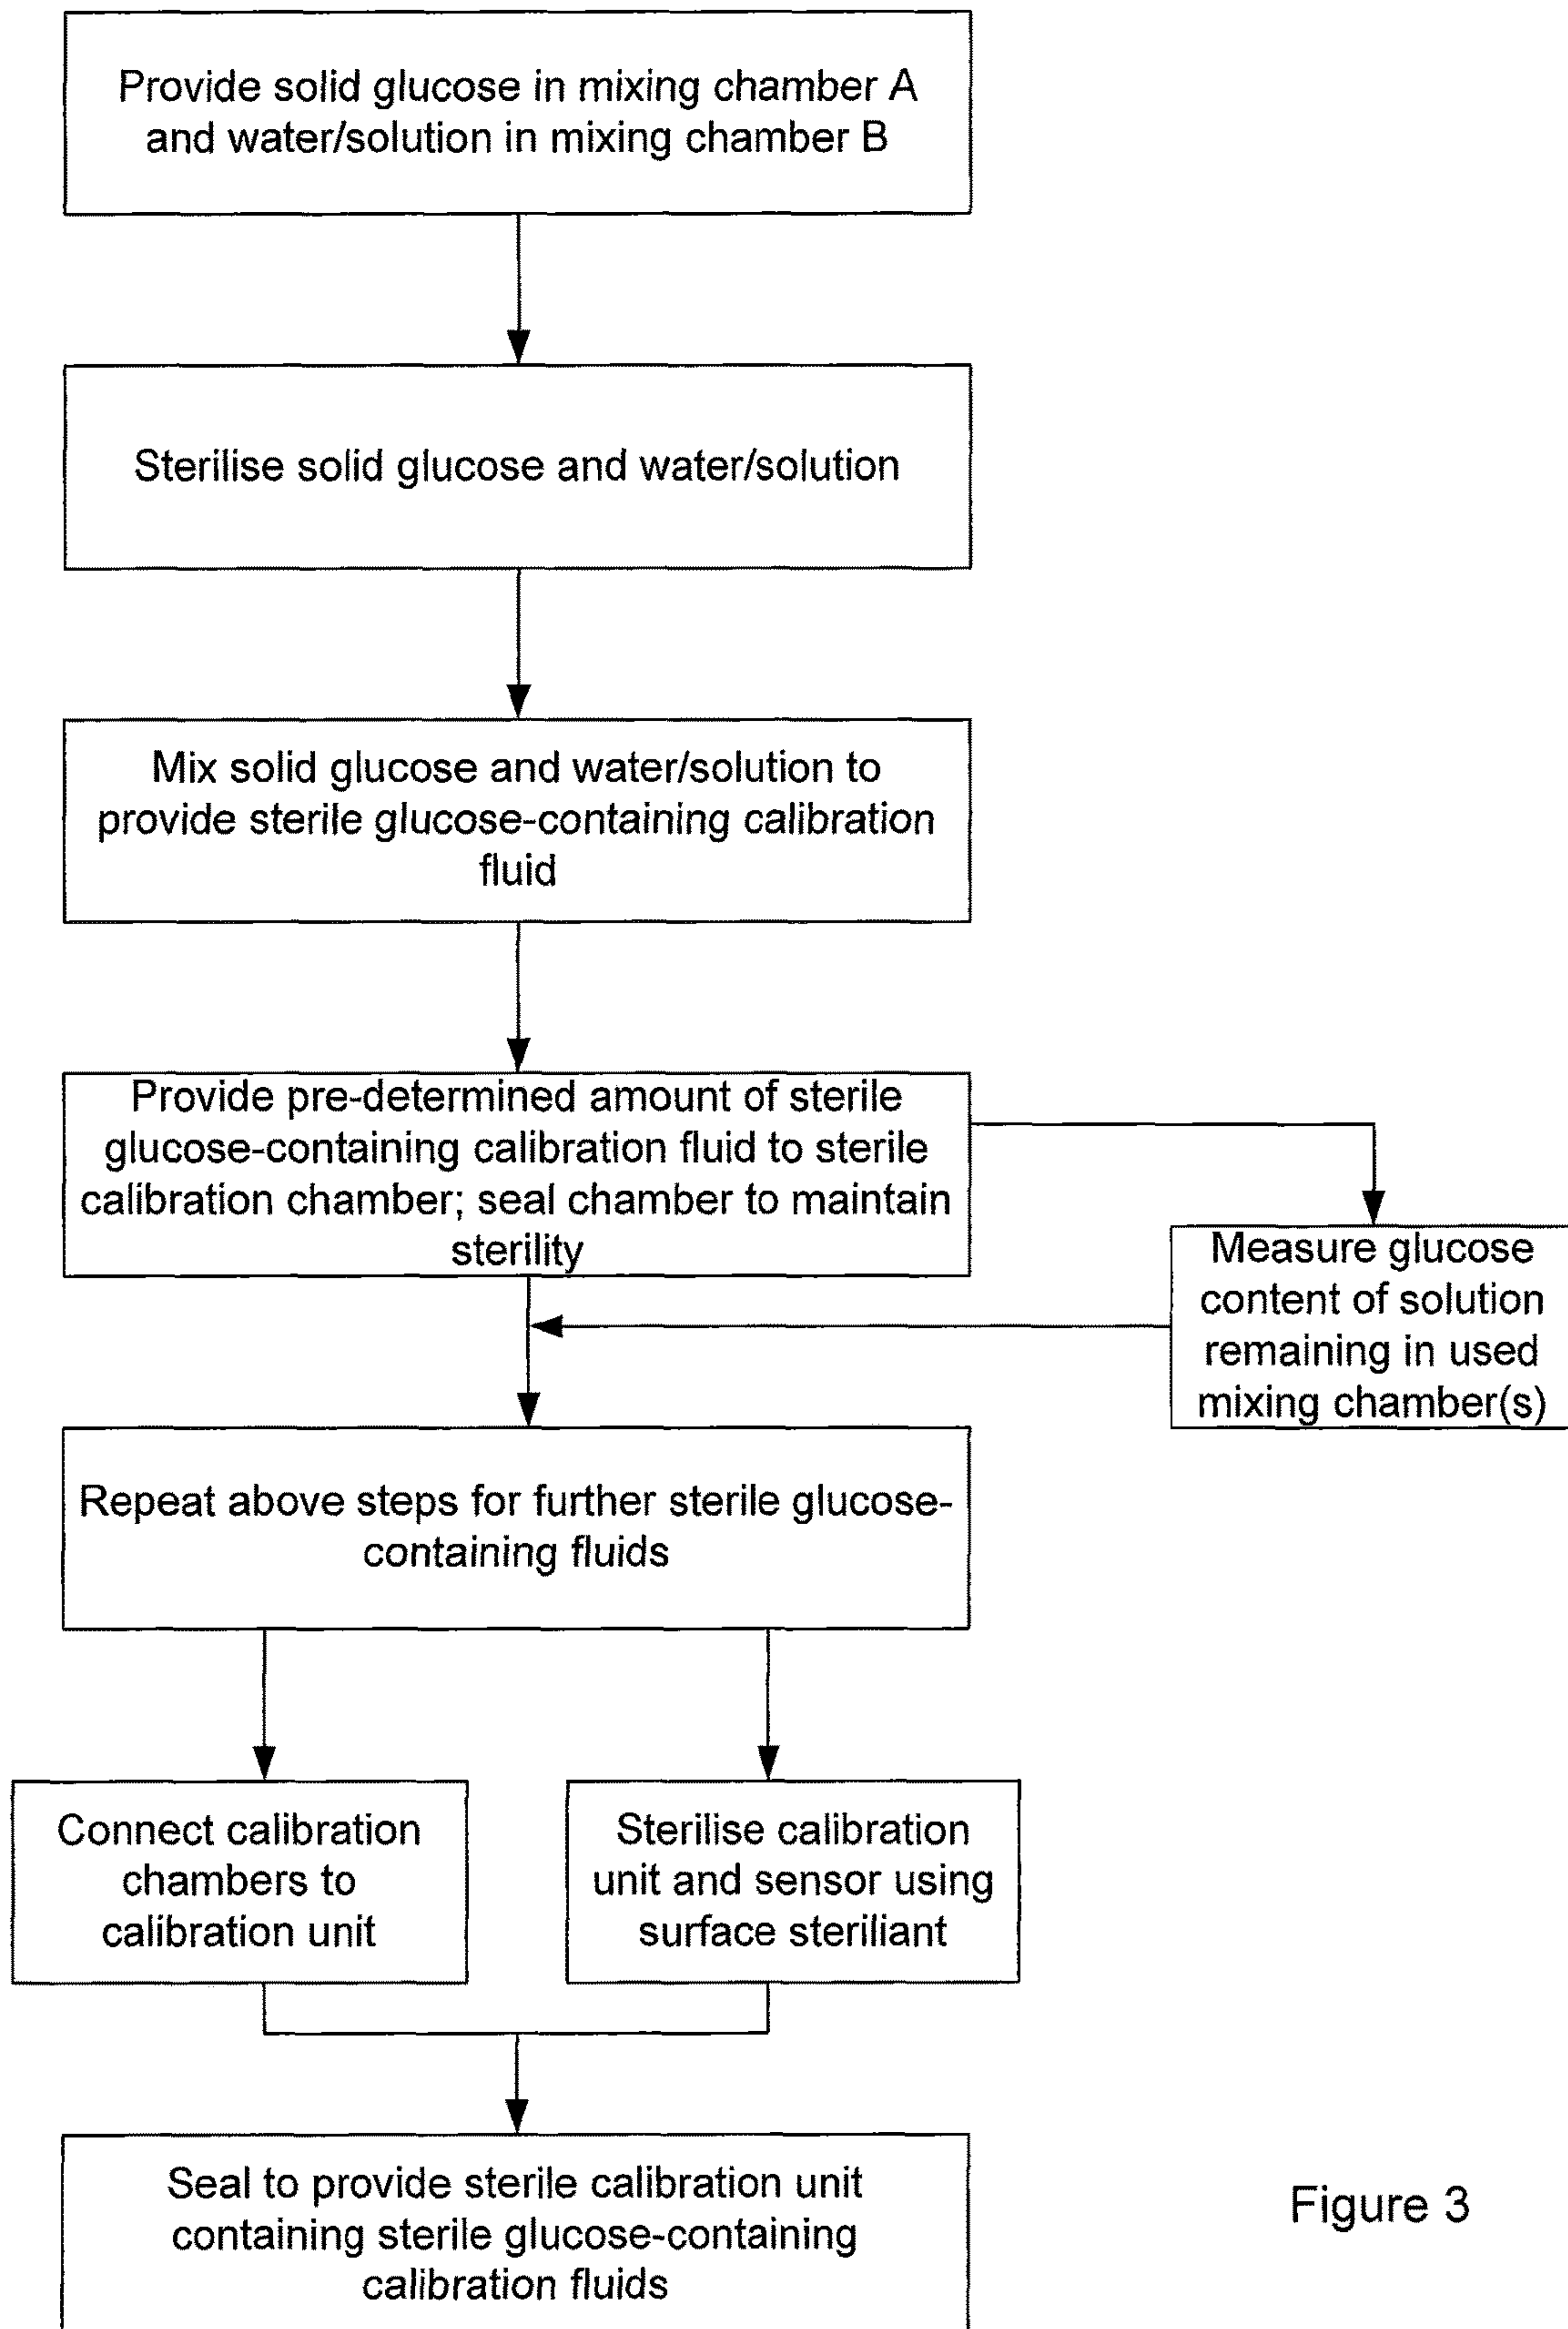 Provide solid glucose in mixing chamber A
and water/solution in mixing chamber B
Sterilise solid glucose and water/solution
Mix solid glucose and water/solution to
provide sterile glucose-containing calibration
fluid
Provide pre-determined amount of sterile
glucose-containing calibration fluid to sterile
calibration chamber; seal chamber to maintain
sterility
Measure glucose
content of solution
remaining in used
mixing chamber(s)
Repeat above steps for further sterile glucose-
containing fluids
Connect calibration
chambers to
calibration unit
Sterilise calibration
unit and sensor using
surface steriliant
Seal to provide sterile calibration unit
containing sterile glucose-containing
calibration fluids
Figure 3